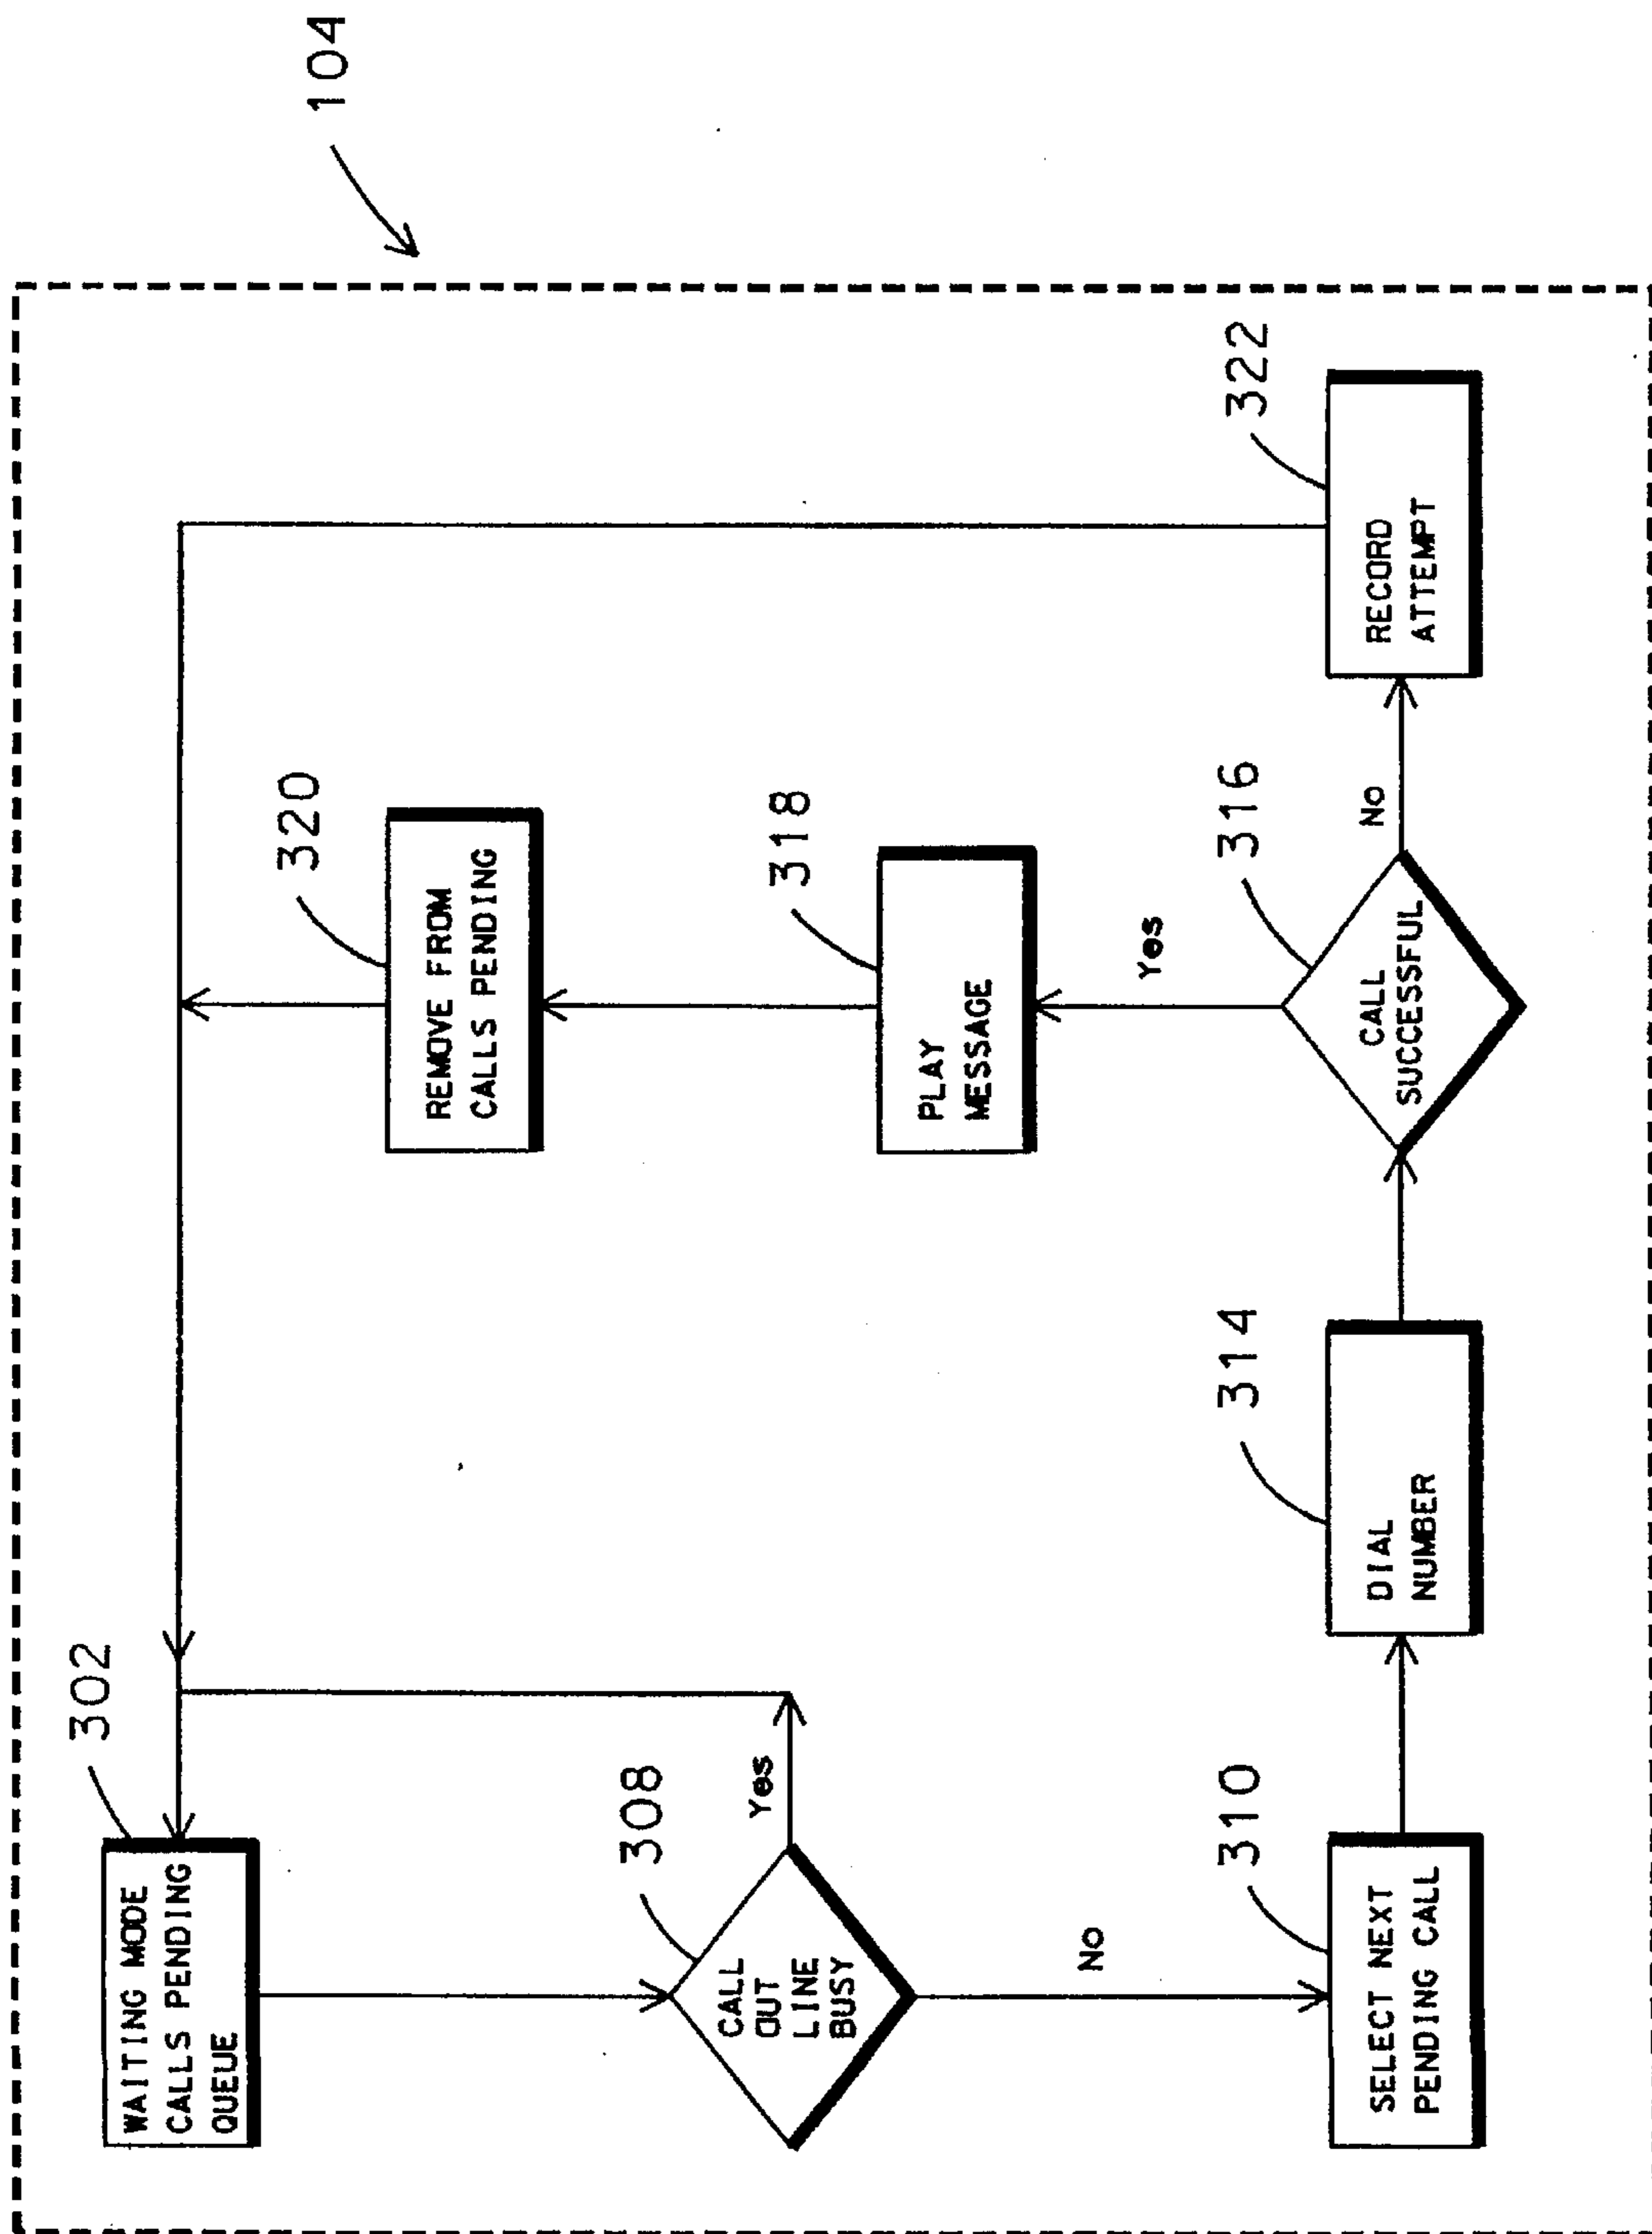 104
302
WAITING MODE
CALLS PENDING
QUEUE
308
CALL
OUT
LINE
BUSY
Yes
No
310
SELECT NEXT
PENDING CALL
314
DIAL
NUMBER
316
CALL
SUCCESSFUL
Yes
No
318
PLAY
MESSAGE
320
REMOVE FROM
CALLS PENDING
322
RECORD
ATTEMPT